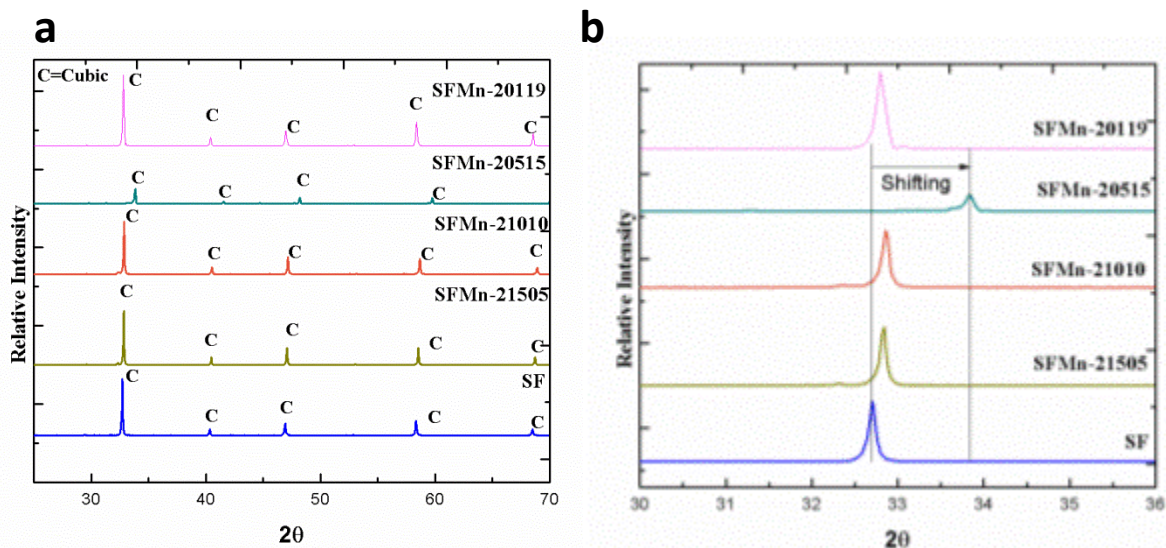 a
C=Cubic
C
SFMn-20119
C
C
C
C
C
SFMn-20515
C
C
C
C
SFMn-21010
C
C
C
C
C
SFMn-21505
C
C
C
C
C
SF
C
C
C
C
C
Relative Intensity
30 40 50 60 70
2θ
b
SFMn-20119
Shifting
SFMn-20515
SFMn-21010
SFMn-21505
SF
Relative Intensity
30 31 32 33 34 35 36
2θ